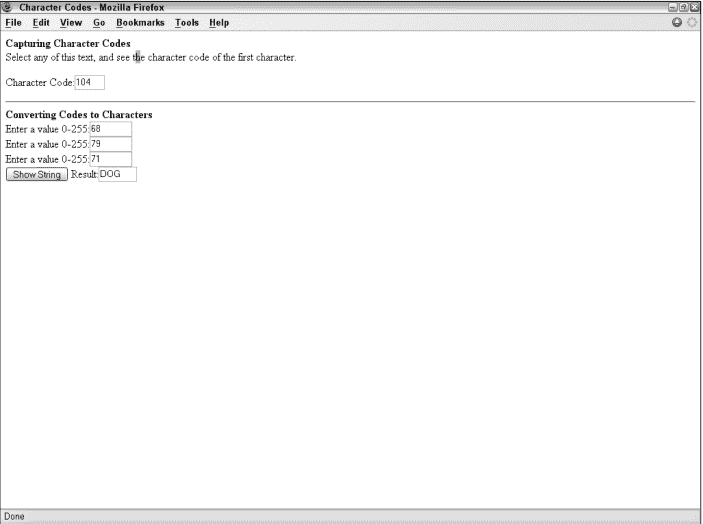 Character Codes - Mozilla Firefox
File Edit View Go Bookmarks Tools Help
Capturing Character Codes
Select any of this text, and see the character code of the first character.
Character Code:104
Converting Codes to Characters
Enter a value 0-255:68
Enter a value 0-255:79
Enter a value 0-255:71
Show String Result:DOG
Done